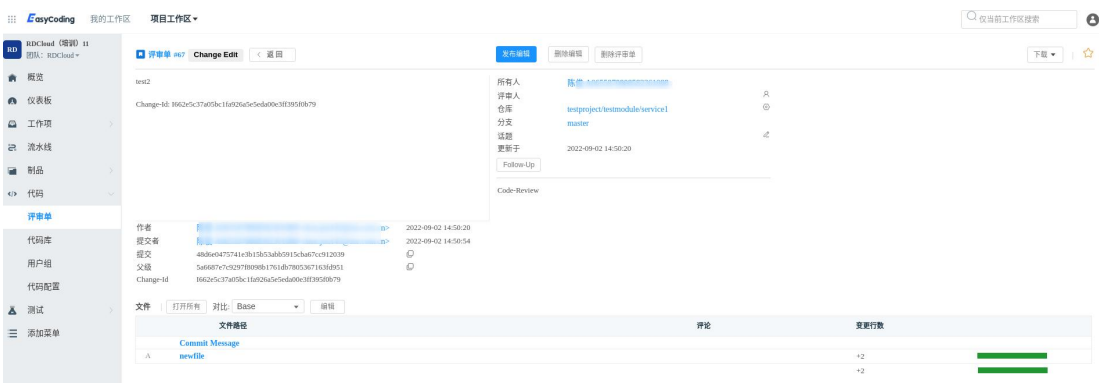 EasyCoding 我的工作区 项目工作区 仅当前工作区搜索
RD RDCloud（培训）11
团队：RDCloud
评审单 #67 Change Edit < 返回 发布编辑 删除编辑 删除评审单 下载
概览
仪表板
工作项
流水线
制品
代码
评审单
代码库
用户组
代码配置
测试
添加菜单
test2
Change-Id: I662e5c37a05bc1fa926a5e5eda00e3ff395f0b79
所有人
评审人
仓库 testproject/testmodule/service1
分支 master
话题
更新于 2022-09-02 14:50:20
Follow-Up
Code-Review
作者 n> 2022-09-02 14:50:20
提交者 n> 2022-09-02 14:50:54
提交 48d6e0475741e3b15b53abb5915cba67cc912039
父级 5a6687e7c9297f8098b1761db7805367163fd951
Change-Id I662e5c37a05bc1fa926a5e5eda00e3ff395f0b79
文件 打开所有 对比: Base 编辑
文件路径 评论 变更行数
Commit Message
A newfile +2
+2